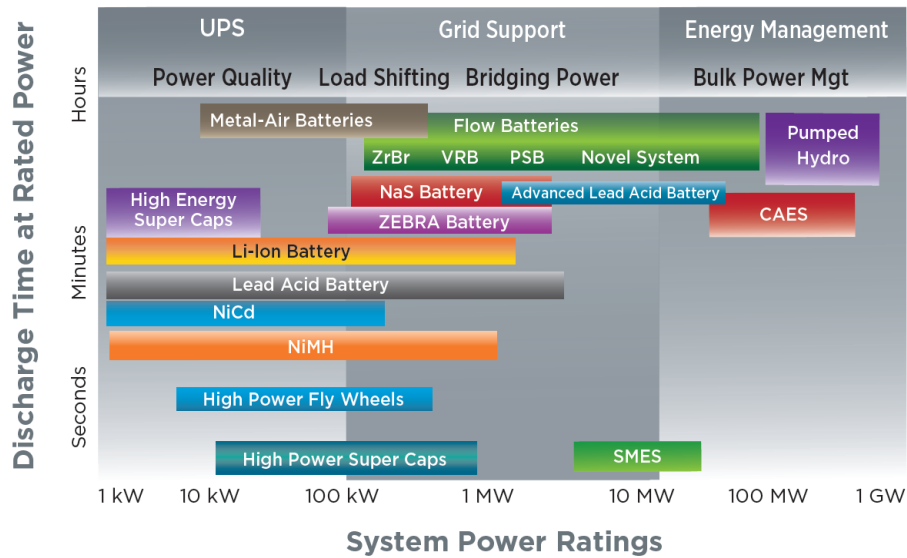 UPS
Grid Support
Energy Management
Power Quality
Load Shifting
Bridging Power
Bulk Power Mgt
Discharge Time at Rated Power
Hours
Minutes
Seconds
Metal-Air Batteries
Flow Batteries
ZrBr VRB PSB Novel System
Pumped
Hydro
NaS Battery
Advanced Lead Acid Battery
High Energy
Super Caps
ZEBRA Battery
CAES
Li-Ion Battery
Lead Acid Battery
NiCd
NiMH
High Power Fly Wheels
High Power Super Caps
SMES
1 kW 10 kW 100 kW 1 MW 10 MW 100 MW 1 GW
System Power Ratings